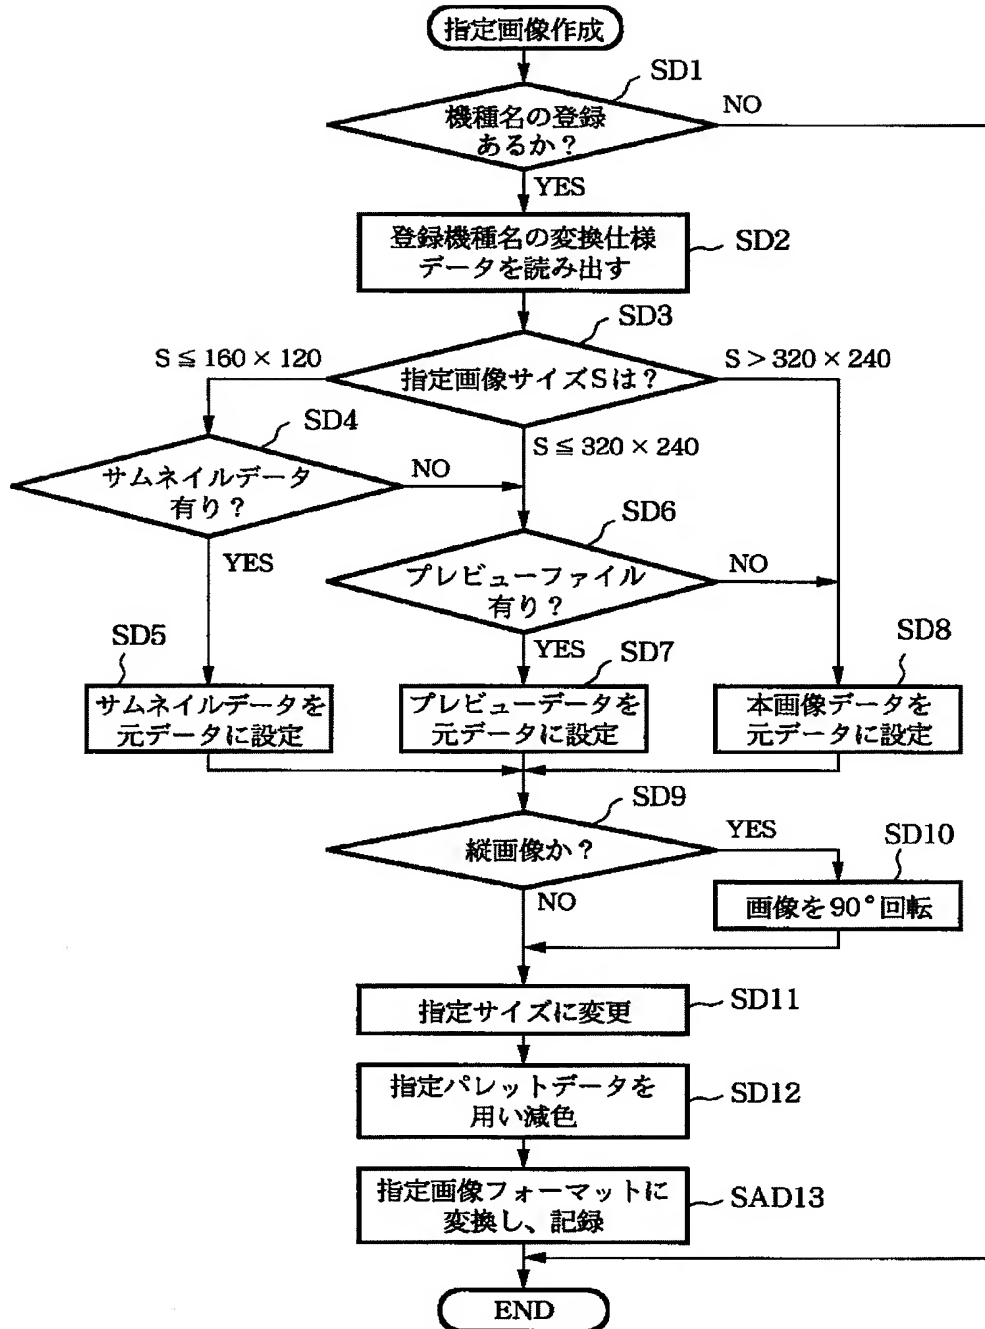 指定画像作成
SD1
機種名の登録
あるか？
NO
YES
登録機種名の変換仕様
データを読み出す
SD2
SD3
S ≦ 160 × 120
指定画像サイズSは？
S > 320 × 240
SD4
S ≦ 320 × 240
サムネイルデータ
有り？
NO
YES
SD6
プレビューファイル
有り？
NO
YES
SD5
サムネイルデータを
元データに設定
SD7
プレビューデータを
元データに設定
SD8
本画像データを
元データに設定
SD9
縦画像か？
YES
NO
SD10
画像を90°回転
指定サイズに変更
SD11
指定パレットデータを
用い減色
SD12
指定画像フォーマットに
変換し、記録
SAD13
END